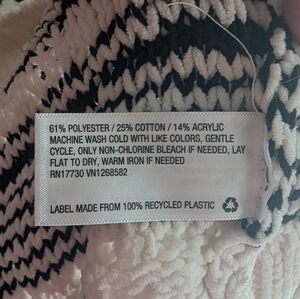 61% POLYESTER / 25% COTTON / 14% ACRYLIC
MACHINE WASH COLD WITH LIKE COLORS, GENTLE
CYCLE, ONLY NON-CHLORINE BLEACH IF NEEDED, LAY
FLAT TO DRY, WARM IRON IF NEEDED
RN17730 VN1268582
LABEL MADE FROM 100% RECYCLED PLASTIC